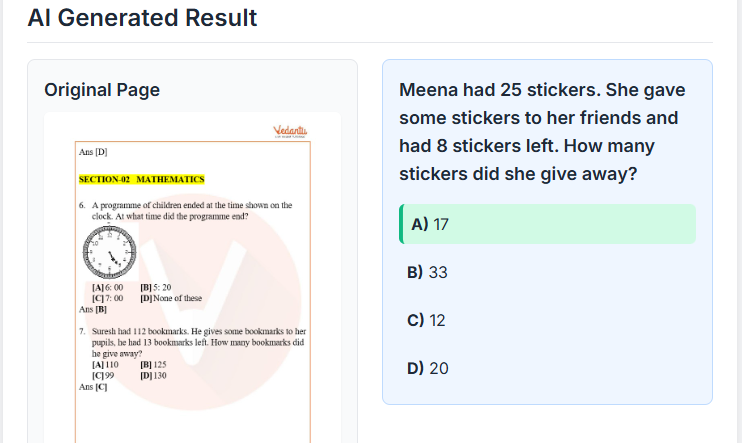 AI Generated Result
Original Page
Vedantu
Ans [D]
SECTION-02 MATHEMATICS
6. A programme of children ended at the time shown on the
clock. At what time did the programme end?
[A] 6: 00 [B] 5: 20
[C] 7: 00 [D] None of these
Ans [B]
7. Suresh had 112 bookmarks. He gives some bookmarks to her
pupils, he had 13 bookmarks left. How many bookmarks did
he give away?
[A] 110 [B] 125
[C] 99 [D] 130
Ans [C]
Meena had 25 stickers. She gave
some stickers to her friends and
had 8 stickers left. How many
stickers did she give away?
A) 17
B) 33
C) 12
D) 20